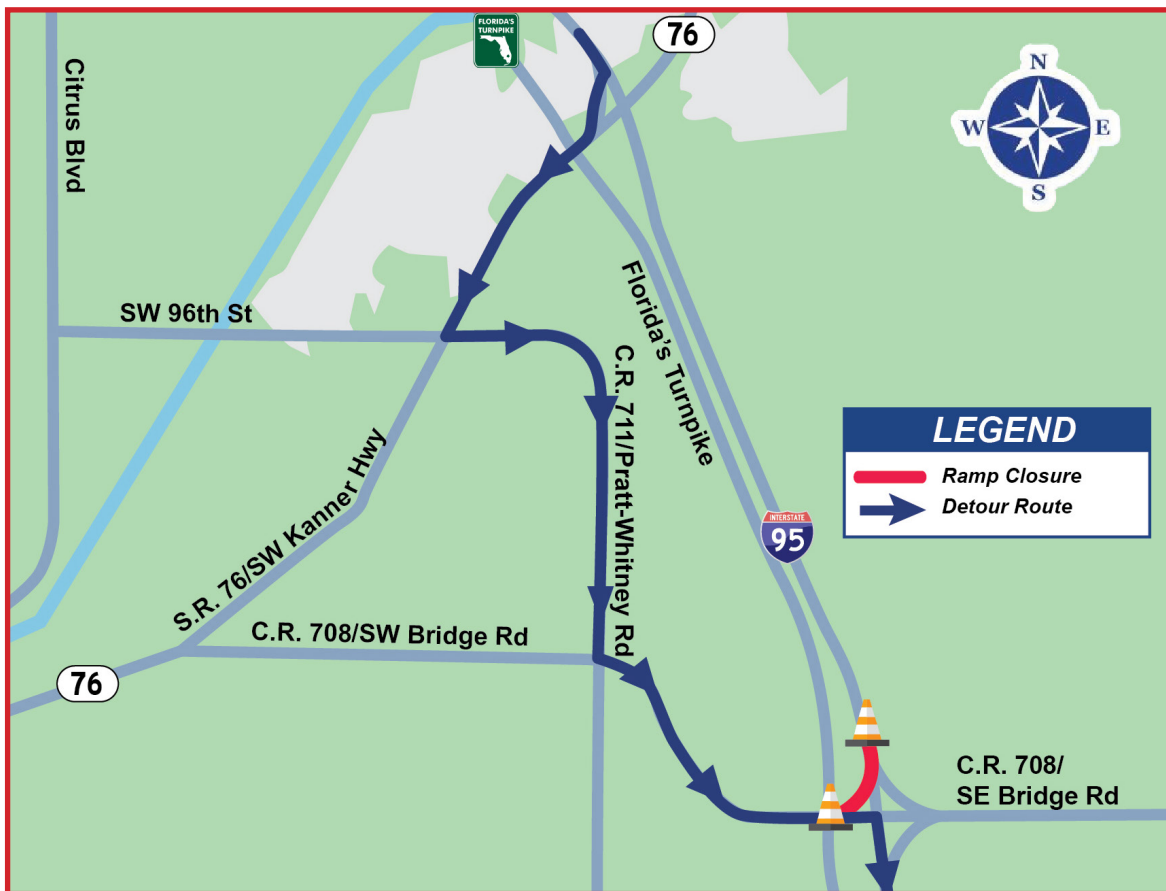 FLORIDA'S
TURNPIKE
76
Citrus Blvd
N
W
E
S
SW 96th St
Florida's Turnpike
C.R. 711/Pratt-Whitney Rd
LEGEND
Ramp Closure
Detour Route
INTERSTATE
95
S.R. 76/SW Kanner Hwy
C.R. 708/SW Bridge Rd
76
C.R. 708/
SE Bridge Rd